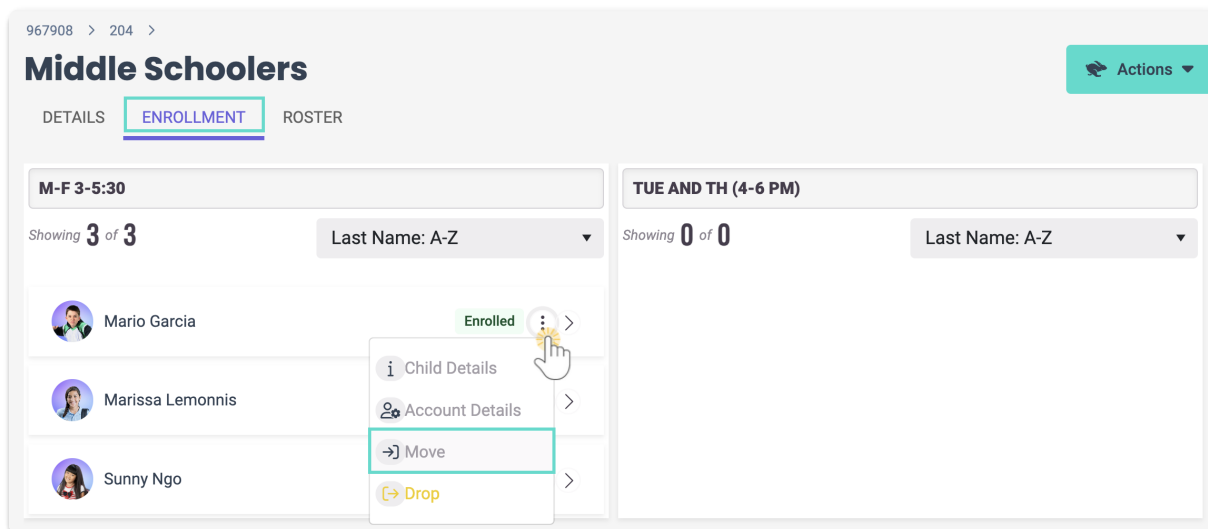 967908 > 204 >
Middle Schoolers
Actions
DETAILS ENROLLMENT ROSTER
M-F 3-5:30
Showing 3 of 3
Last Name: A-Z
Mario Garcia
Enrolled
Child Details
Account Details
Move
Drop
Marissa Lemonnis
Sunny Ngo
TUE AND TH (4-6 PM)
Showing 0 of 0
Last Name: A-Z